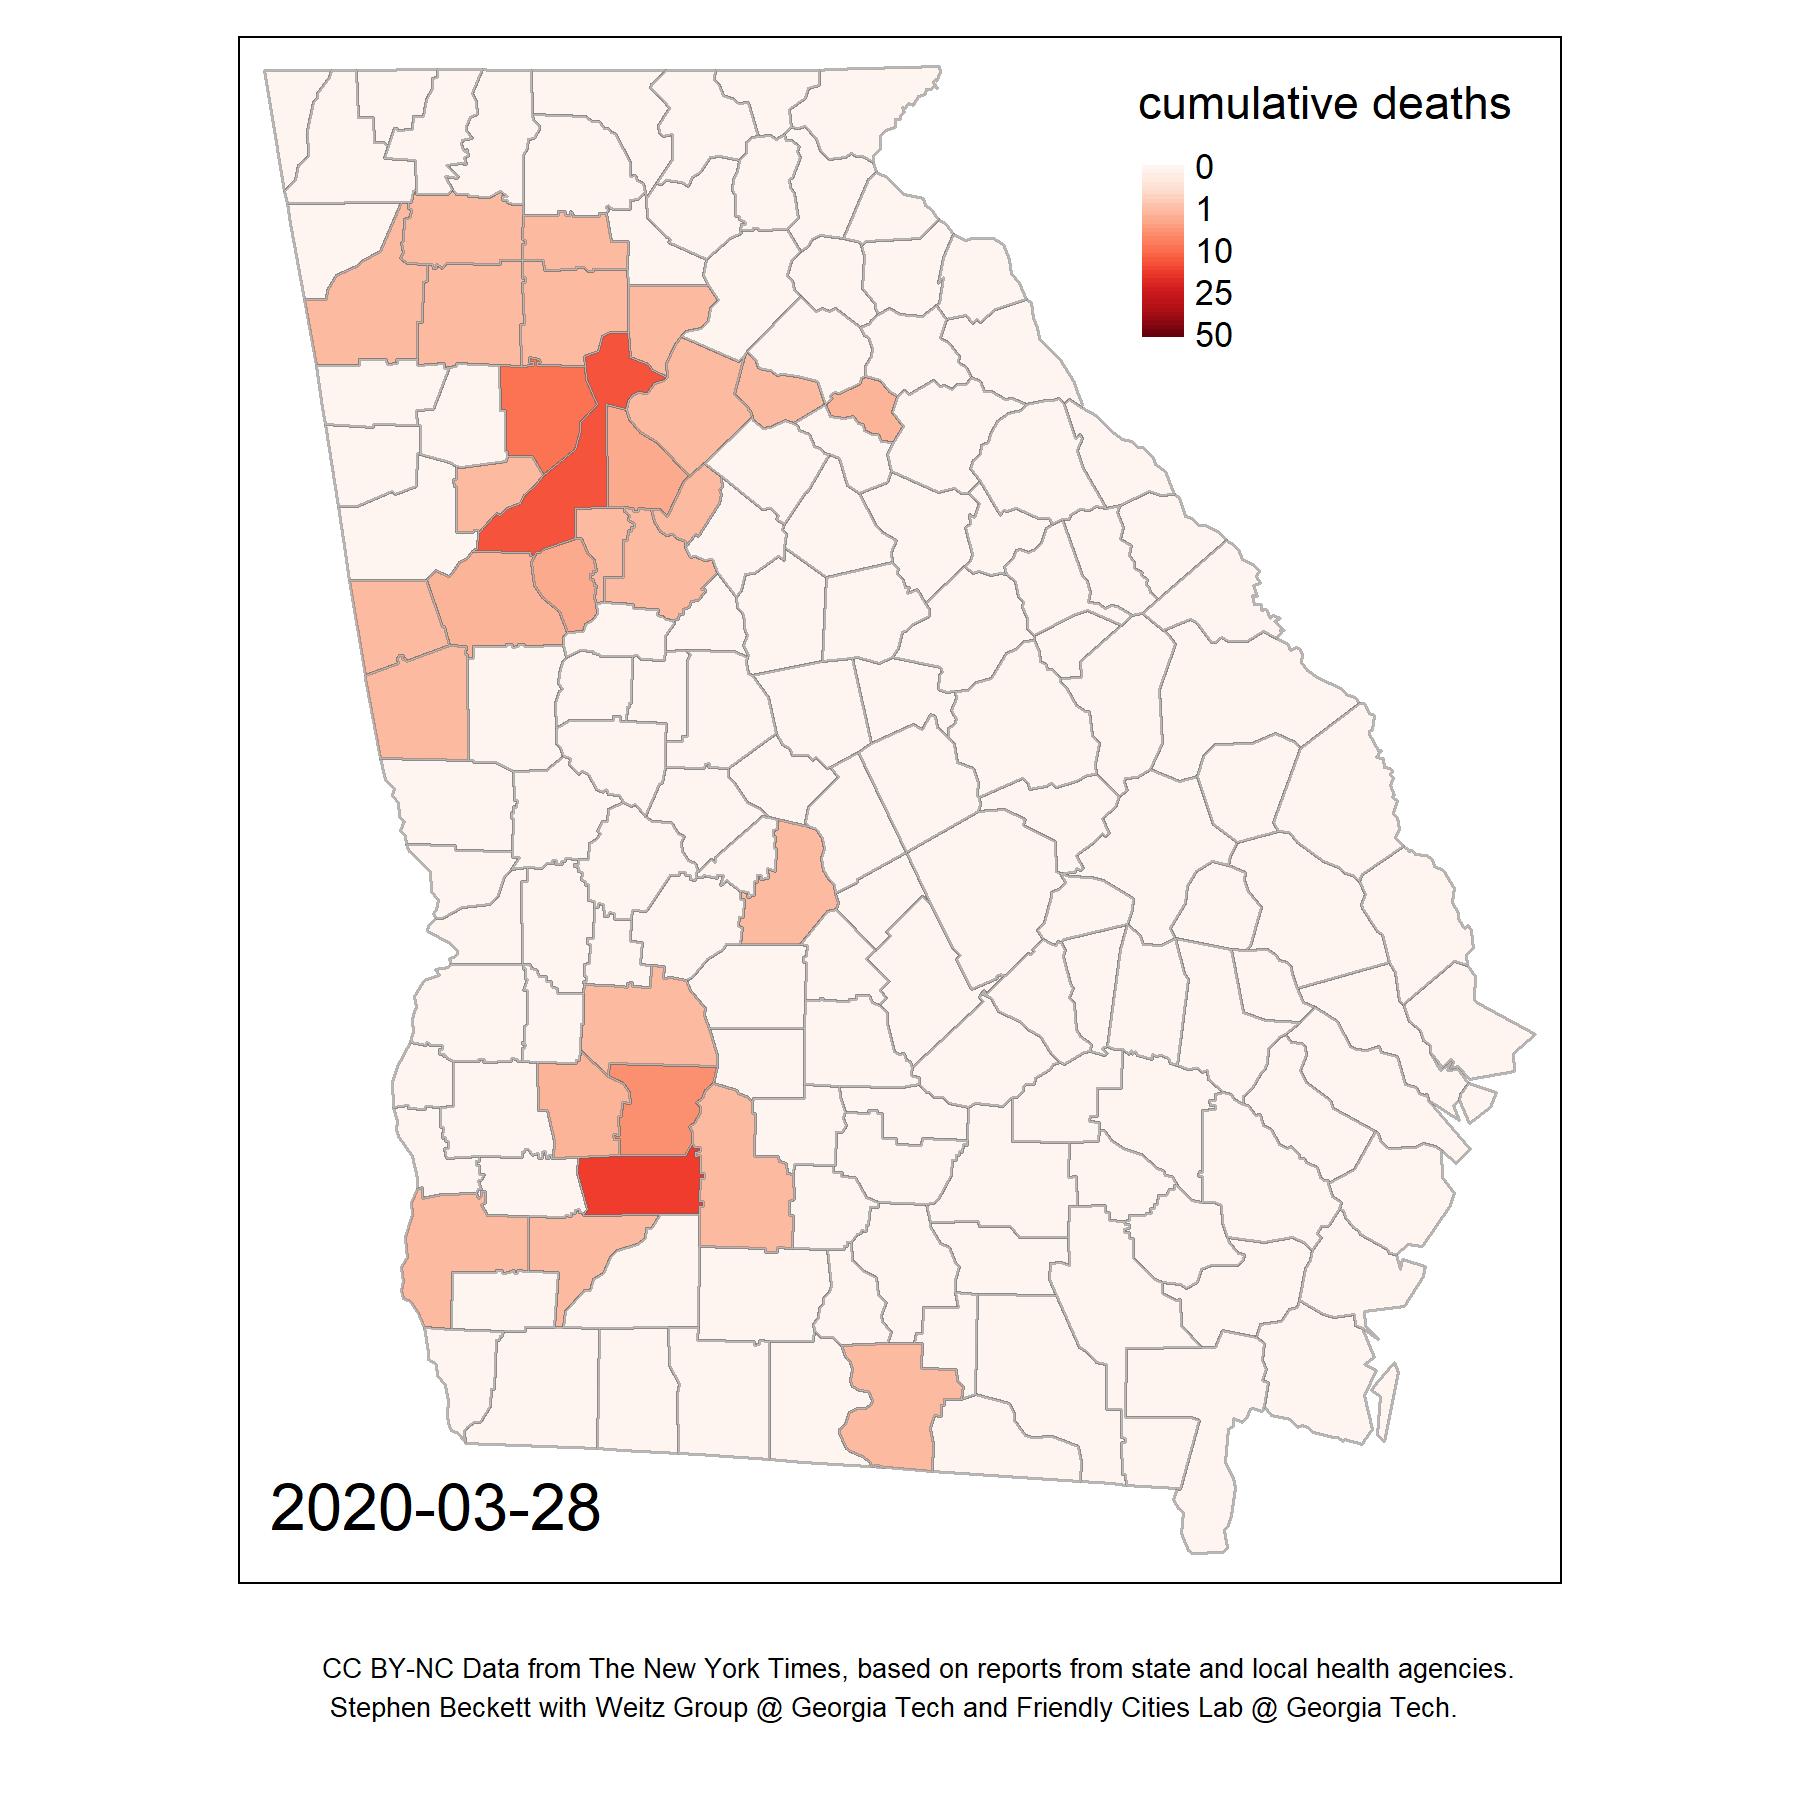 cumulative deaths
0
1
10
25
50
2020-03-28
CC BY-NC Data from The New York Times, based on reports from state and local health agencies.
Stephen Beckett with Weitz Group @ Georgia Tech and Friendly Cities Lab @ Georgia Tech.